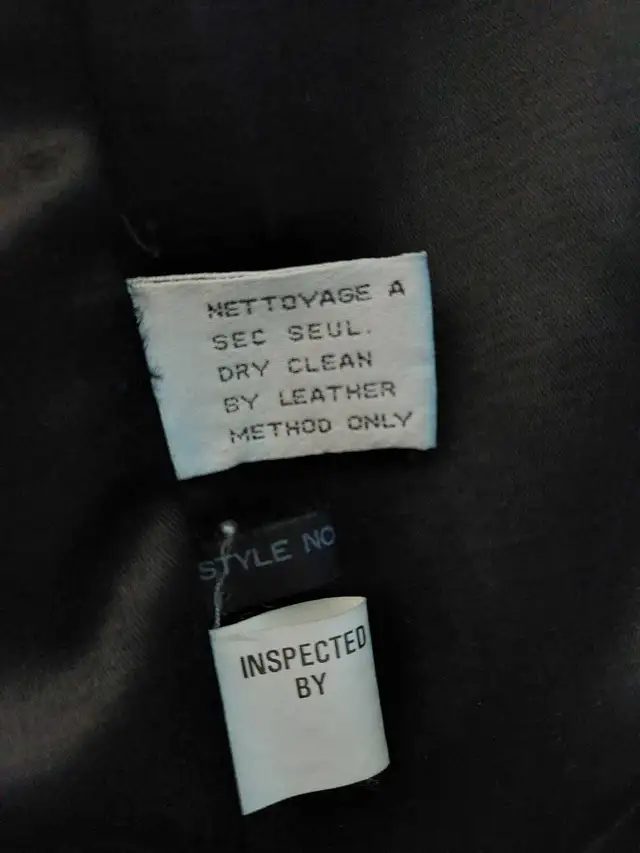 NETTOYAGE A
SEC SEUL.
DRY CLEAN
BY LEATHER
METHOD ONLY
STYLE NO
INSPECTED
BY